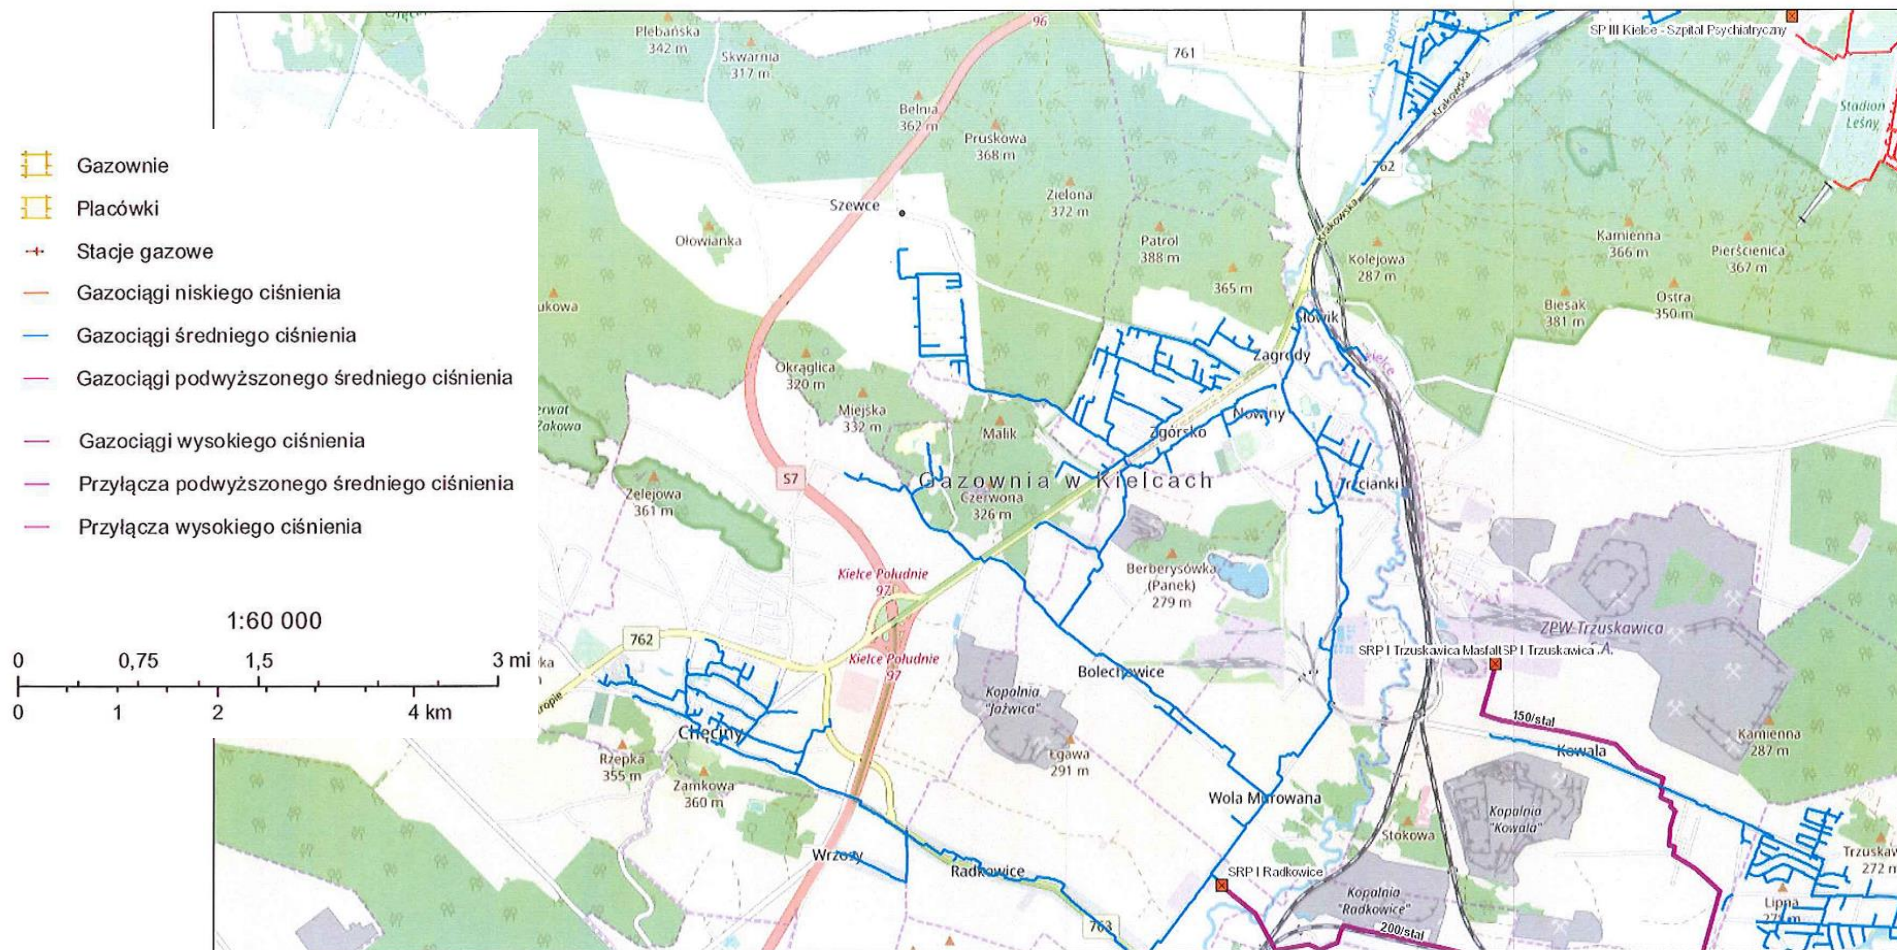 Gazownie
Placówki
Stacje gazowe
Gazociągi niskiego ciśnienia
Gazociągi średniego ciśnienia
Gazociągi podwyższonego średniego ciśnienia
Gazociągi wysokiego ciśnienia
Przyłącza podwyższonego średniego ciśnienia
Przyłącza wysokiego ciśnienia
1:60 000
0 0,75 1,5 3 mi
0 1 2 4 km
Plebańska
342 m
Skwarnia
317 m
96
761
SP III Kielce - Szpital Psychiatryczny
Belnia
362 m
Pruskowa
368 m
Krakowska
Stadion
Leśny
762
Szewce
Zielona
372 m
Krakowska
Ołowianka
Patrol
388 m
Kolejowa
287 m
Kamienna
366 m
Pierścienica
367 m
365 m
Biesak
381 m
Ostra
350 m
ukowa
Słowik
Zagrody
Okrąglica
320 m
Miejska
332 m
Malik
Nowiny
Zgórsko
erwat
Żakowa
S7
Gazownia w Kielcach
Zelejowa
361 m
Czerwona
326 m
Trzcianki
Kielce Południe
97
Berberysówka
(Panek)
279 m
762
ZPW Trzuskawica
SRP I Trzuskawica Masfalt
SP I Trzuskawica
Kielce Południe
97
Bolechowice
Kopalnia
"Jaźwica"
150/stal
Chęciny
Kowala
Kamienna
287 m
Rzepka
355 m
Zamkowa
360 m
Łgawa
291 m
Wola Murowana
Stokowa
Kopalnia
"Kowala"
Wrzosy
Radkowice
SRP I Radkowice
Trzuskaw
272 m
Kopalnia
"Radkowice"
Lipna
763
200/stal